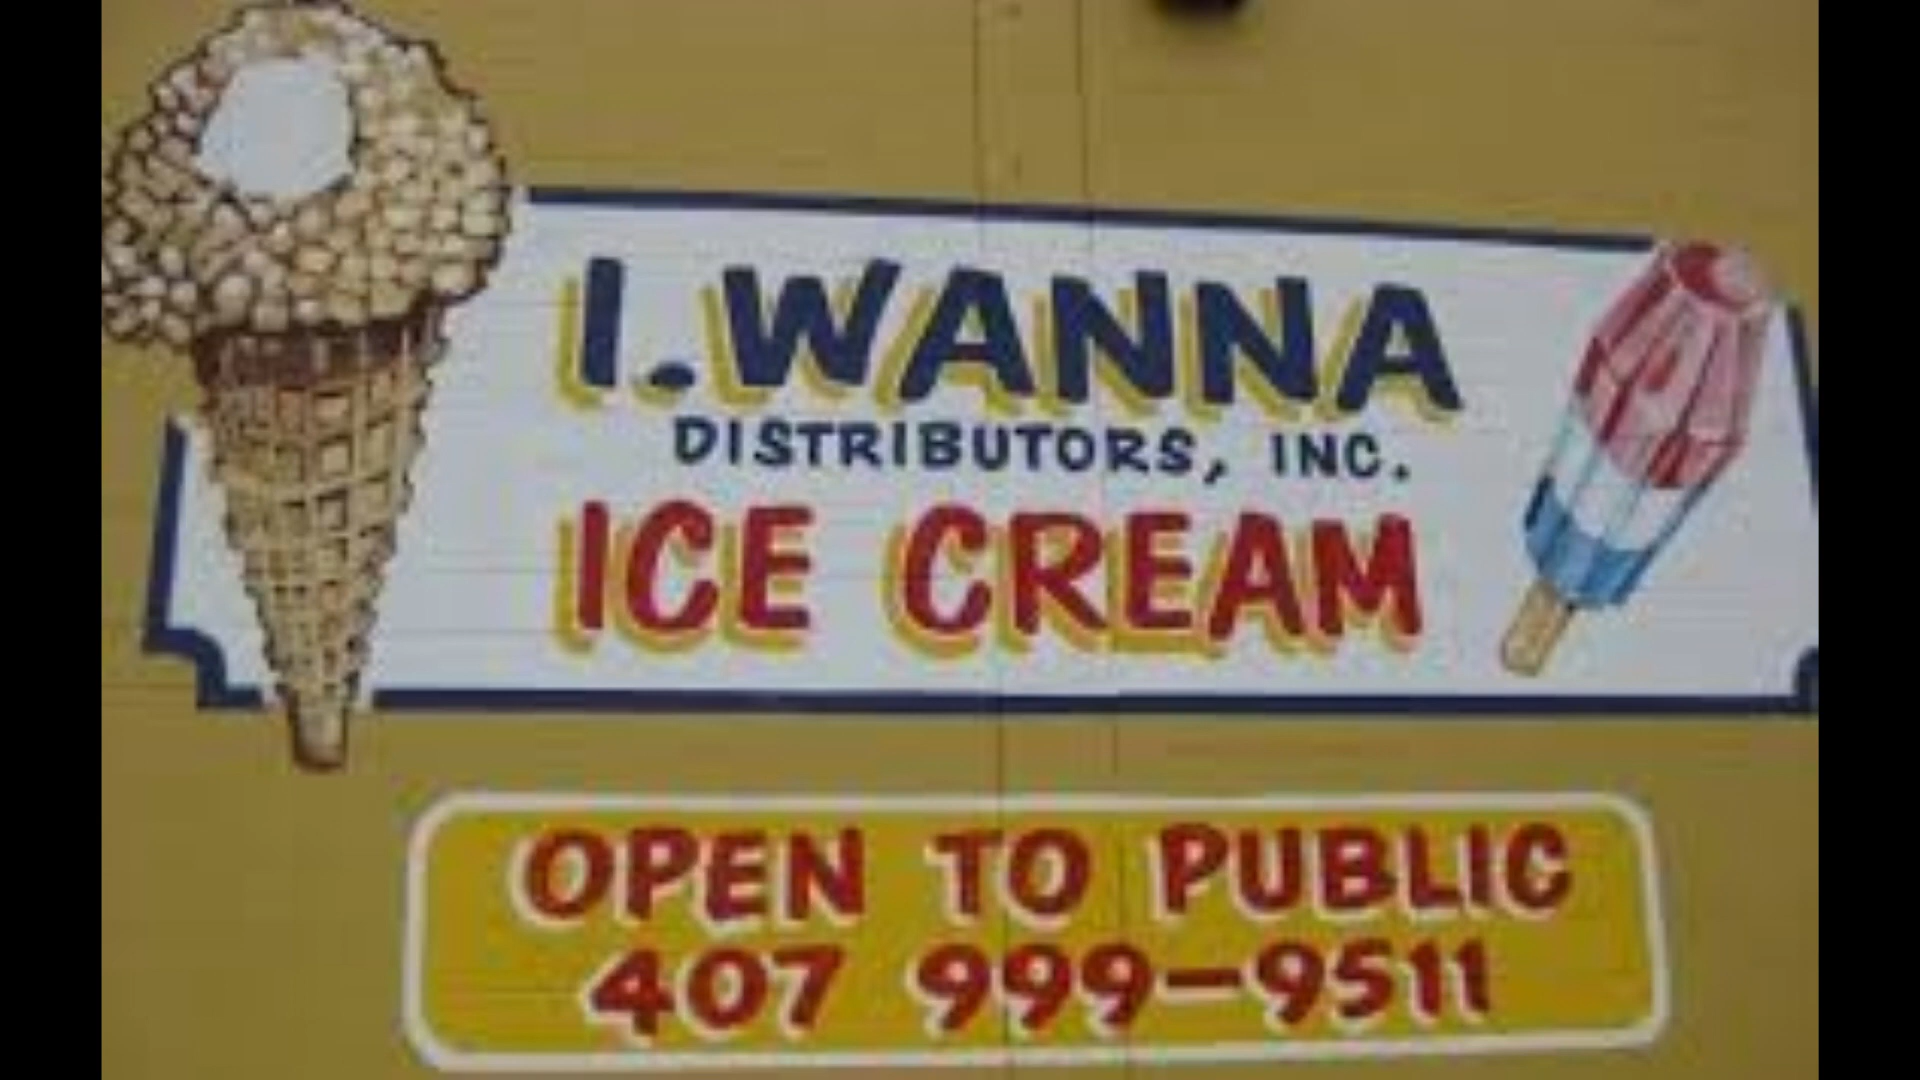 I.WANNA
DISTRIBUTORS, INC.
ICE CREAM
OPEN TO PUBLIC
407 999-9511